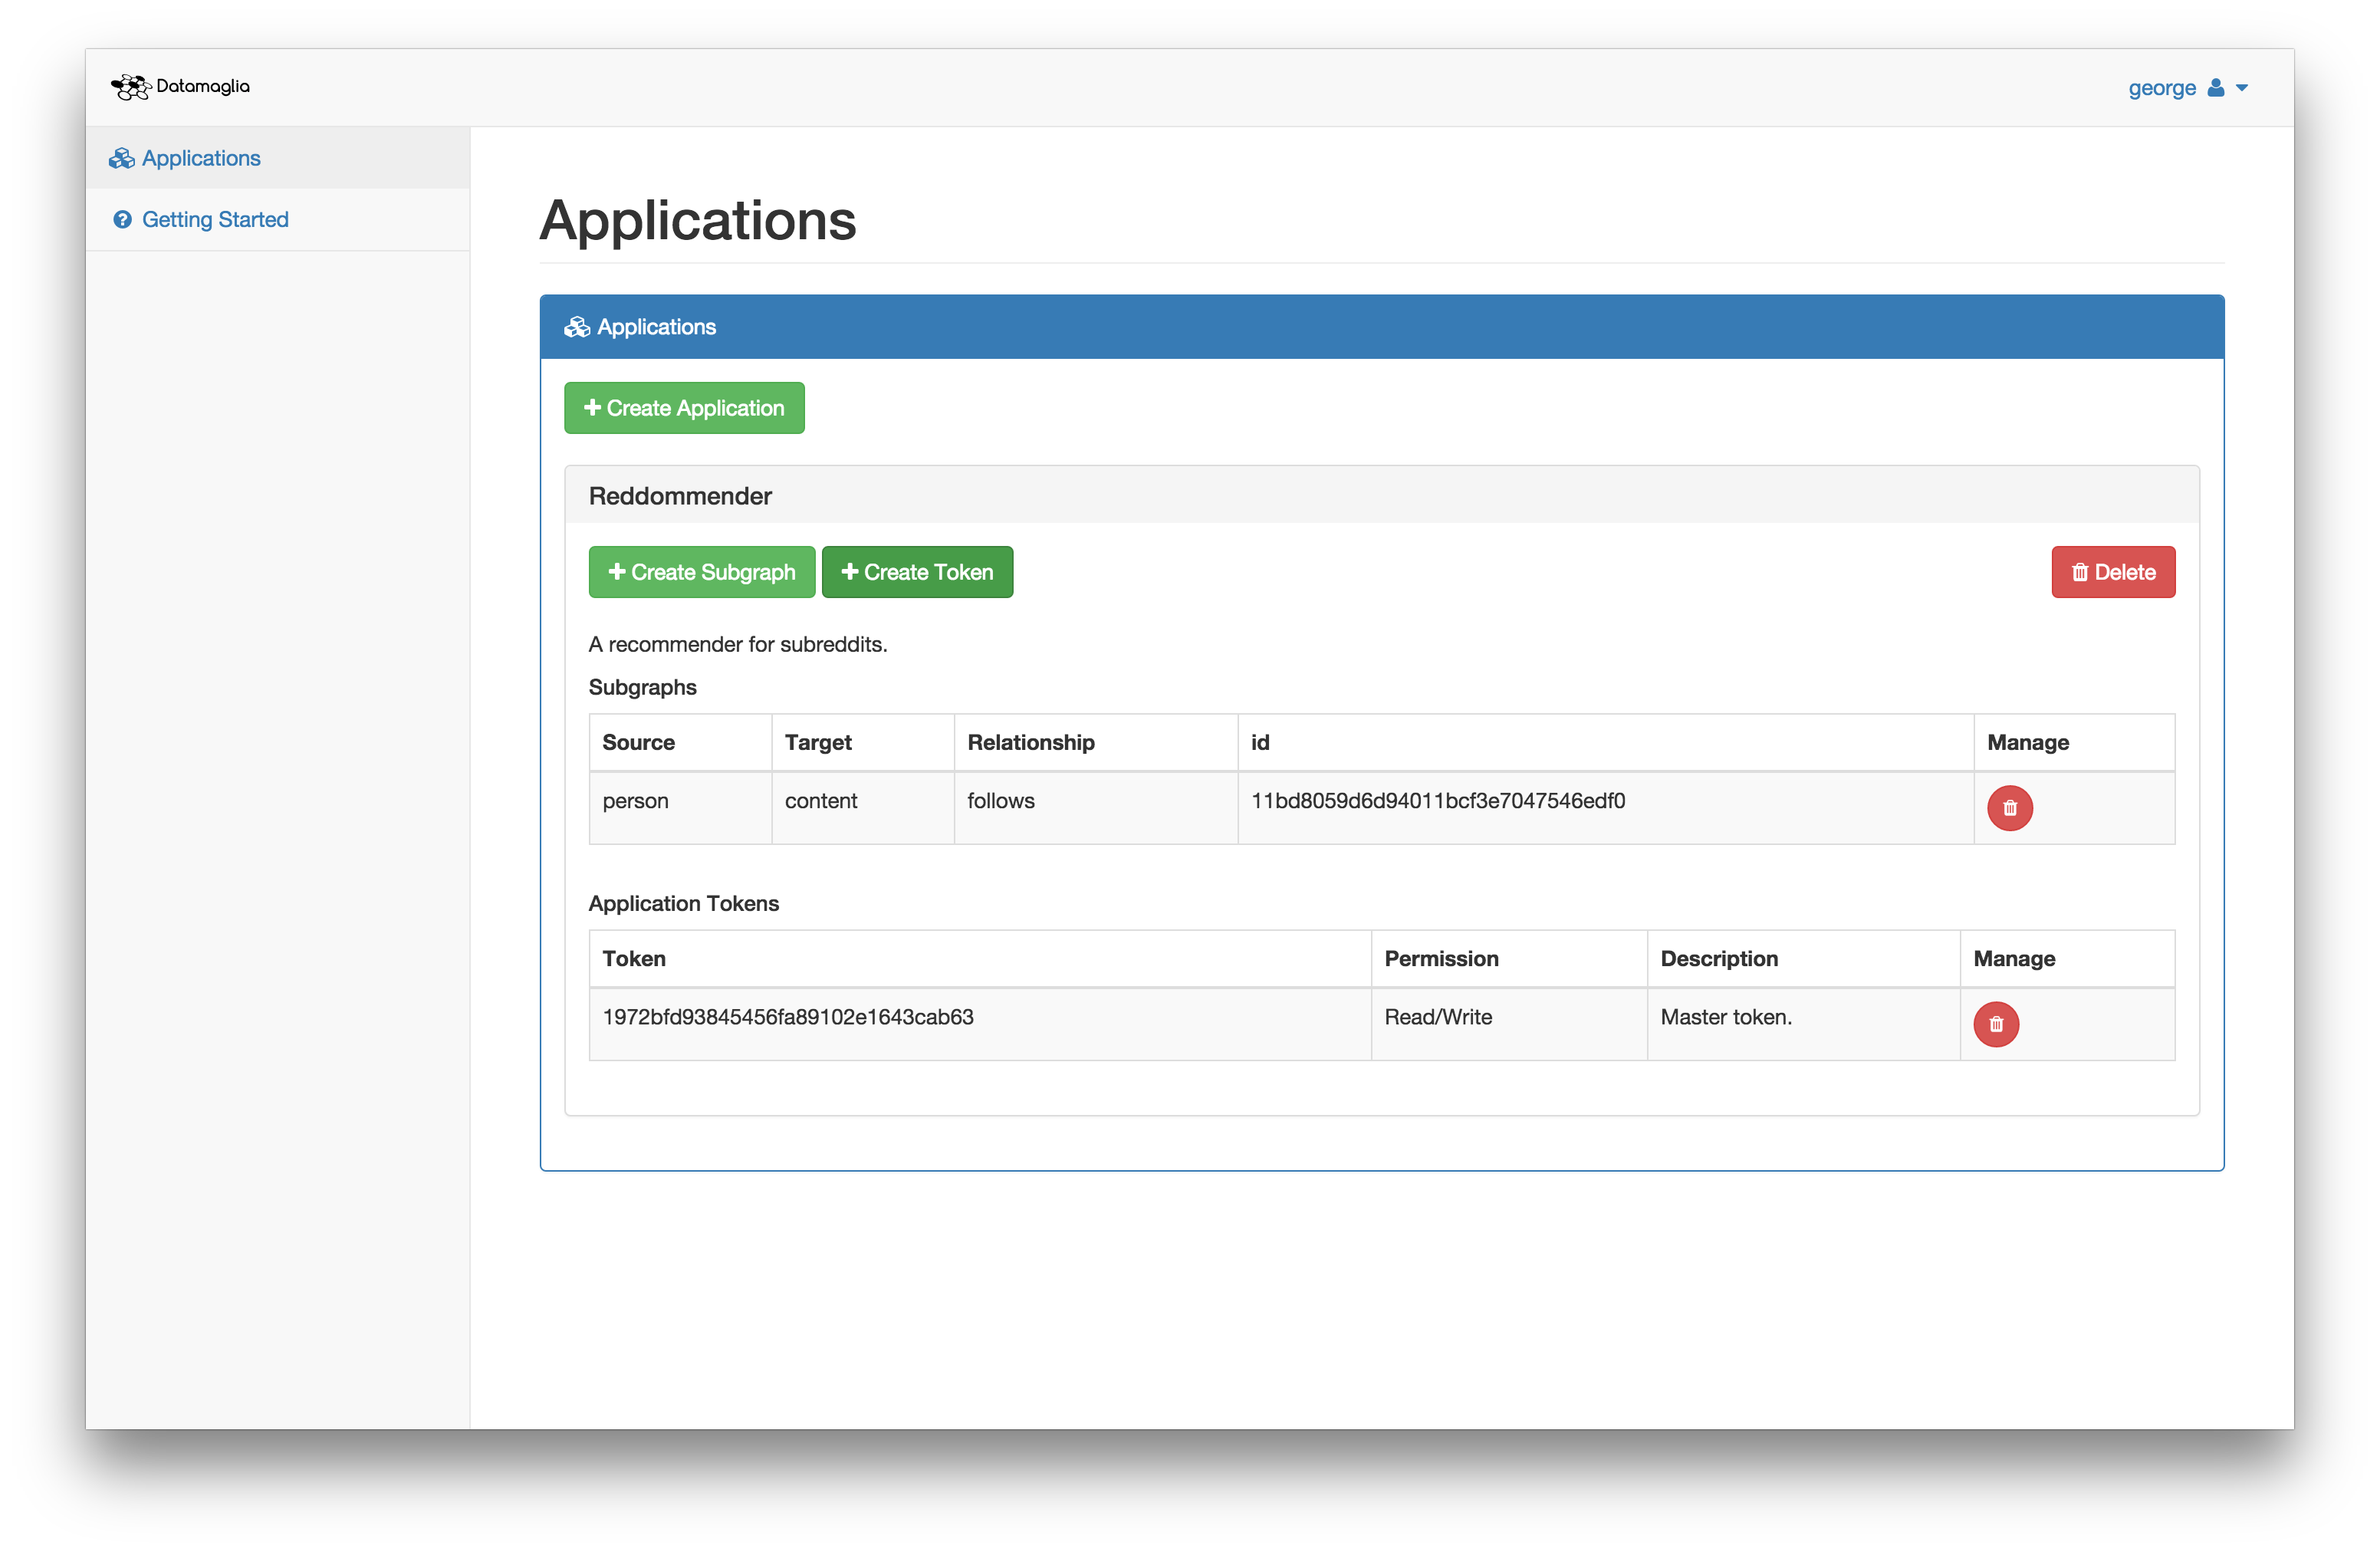 Datamaglia
george
Applications
Getting Started
Applications
Applications
Create Application
Reddommender
Create Subgraph Create Token Delete
A recommender for subreddits.
Subgraphs
Source Target Relationship id Manage
person content follows 11bd8059d6d94011bcf3e7047546edf0
Application Tokens
Token Permission Description Manage
1972bfd93845456fa89102e1643cab63 Read/Write Master token.